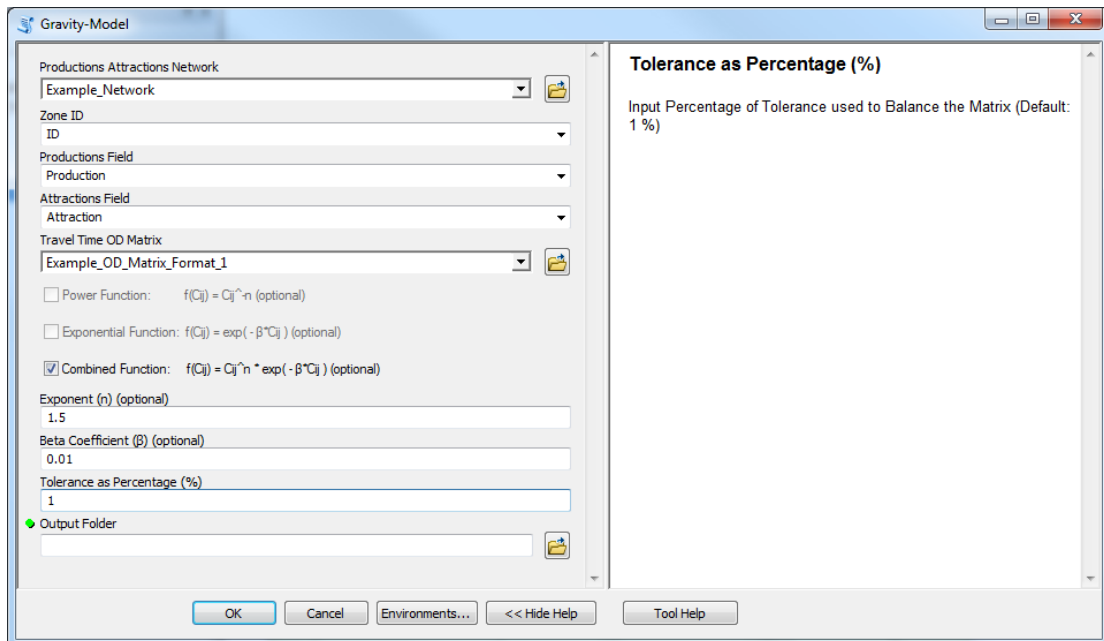 Gravity-Model
Productions Attractions Network
Example_Network
Zone ID
ID
Productions Field
Production
Attractions Field
Attraction
Travel Time OD Matrix
Example_OD_Matrix_Format_1
Power Function: f(Cij) = Cij^-n (optional)
Exponential Function: f(Cij) = exp( - β*Cij ) (optional)
Combined Function: f(Cij) = Cij^n * exp( - β*Cij ) (optional)
Exponent (n) (optional)
1.5
Beta Coefficient (β) (optional)
0.01
Tolerance as Percentage (%)
1
Output Folder
Tolerance as Percentage (%)
Input Percentage of Tolerance used to Balance the Matrix (Default:
1 %)
OK Cancel Environments... << Hide Help Tool Help